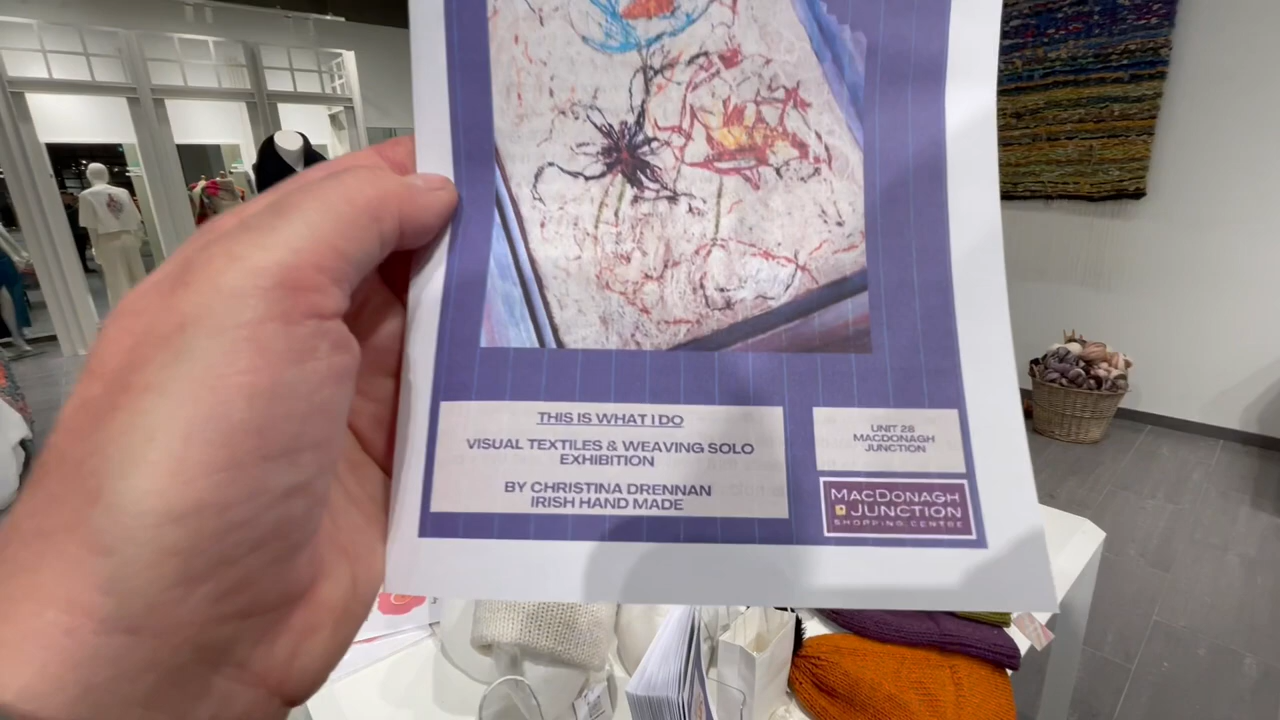 THIS IS WHAT I DO
VISUAL TEXTILES & WEAVING SOLO
EXHIBITION
BY CHRISTINA DRENNAN
IRISH HAND MADE
UNIT 28
MACDONAGH
JUNCTION
MACDONAGH
JUNCTION
SHOPPING CENTRE